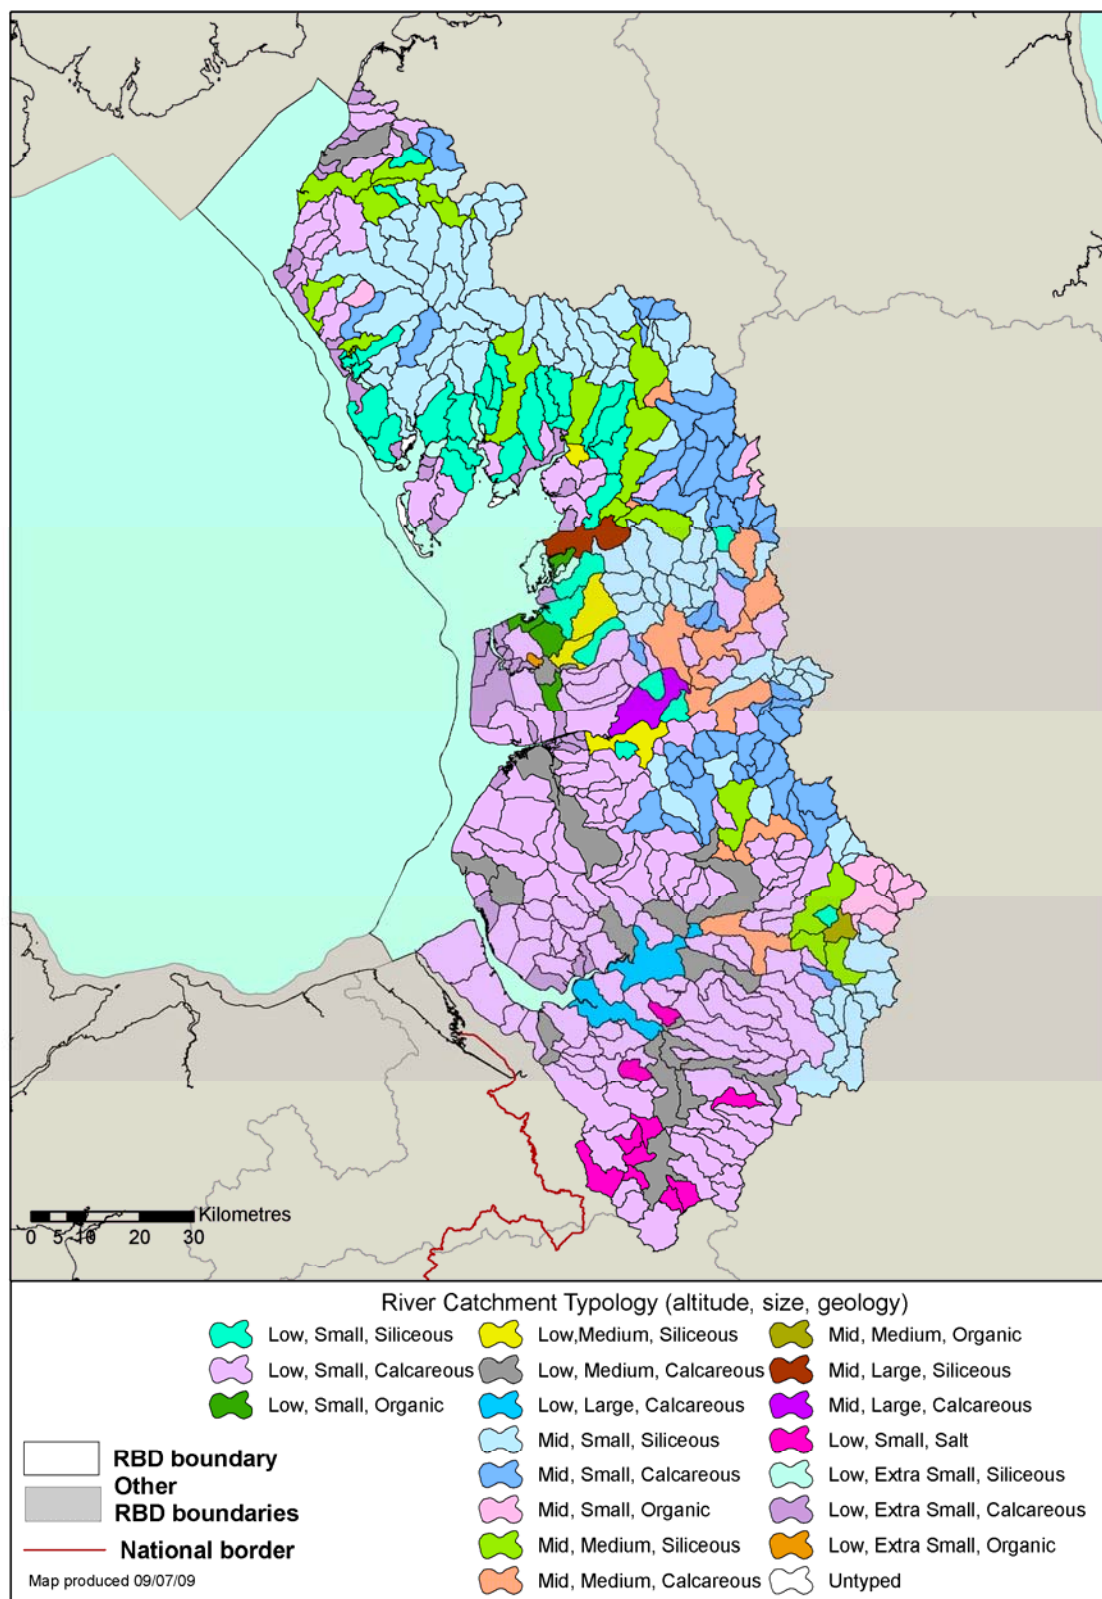 Kilometres
0 5 10 20 30
River Catchment Typology (altitude, size, geology)
Low, Small, Siliceous
Low, Small, Calcareous
Low, Small, Organic
Low,Medium, Siliceous
Low, Medium, Calcareous
Low, Large, Calcareous
Mid, Small, Siliceous
Mid, Small, Calcareous
Mid, Small, Organic
Mid, Medium, Siliceous
Mid, Medium, Calcareous
Mid, Medium, Organic
Mid, Large, Siliceous
Mid, Large, Calcareous
Low, Small, Salt
Low, Extra Small, Siliceous
Low, Extra Small, Calcareous
Low, Extra Small, Organic
Untyped
RBD boundary
Other
RBD boundaries
National border
Map produced 09/07/09